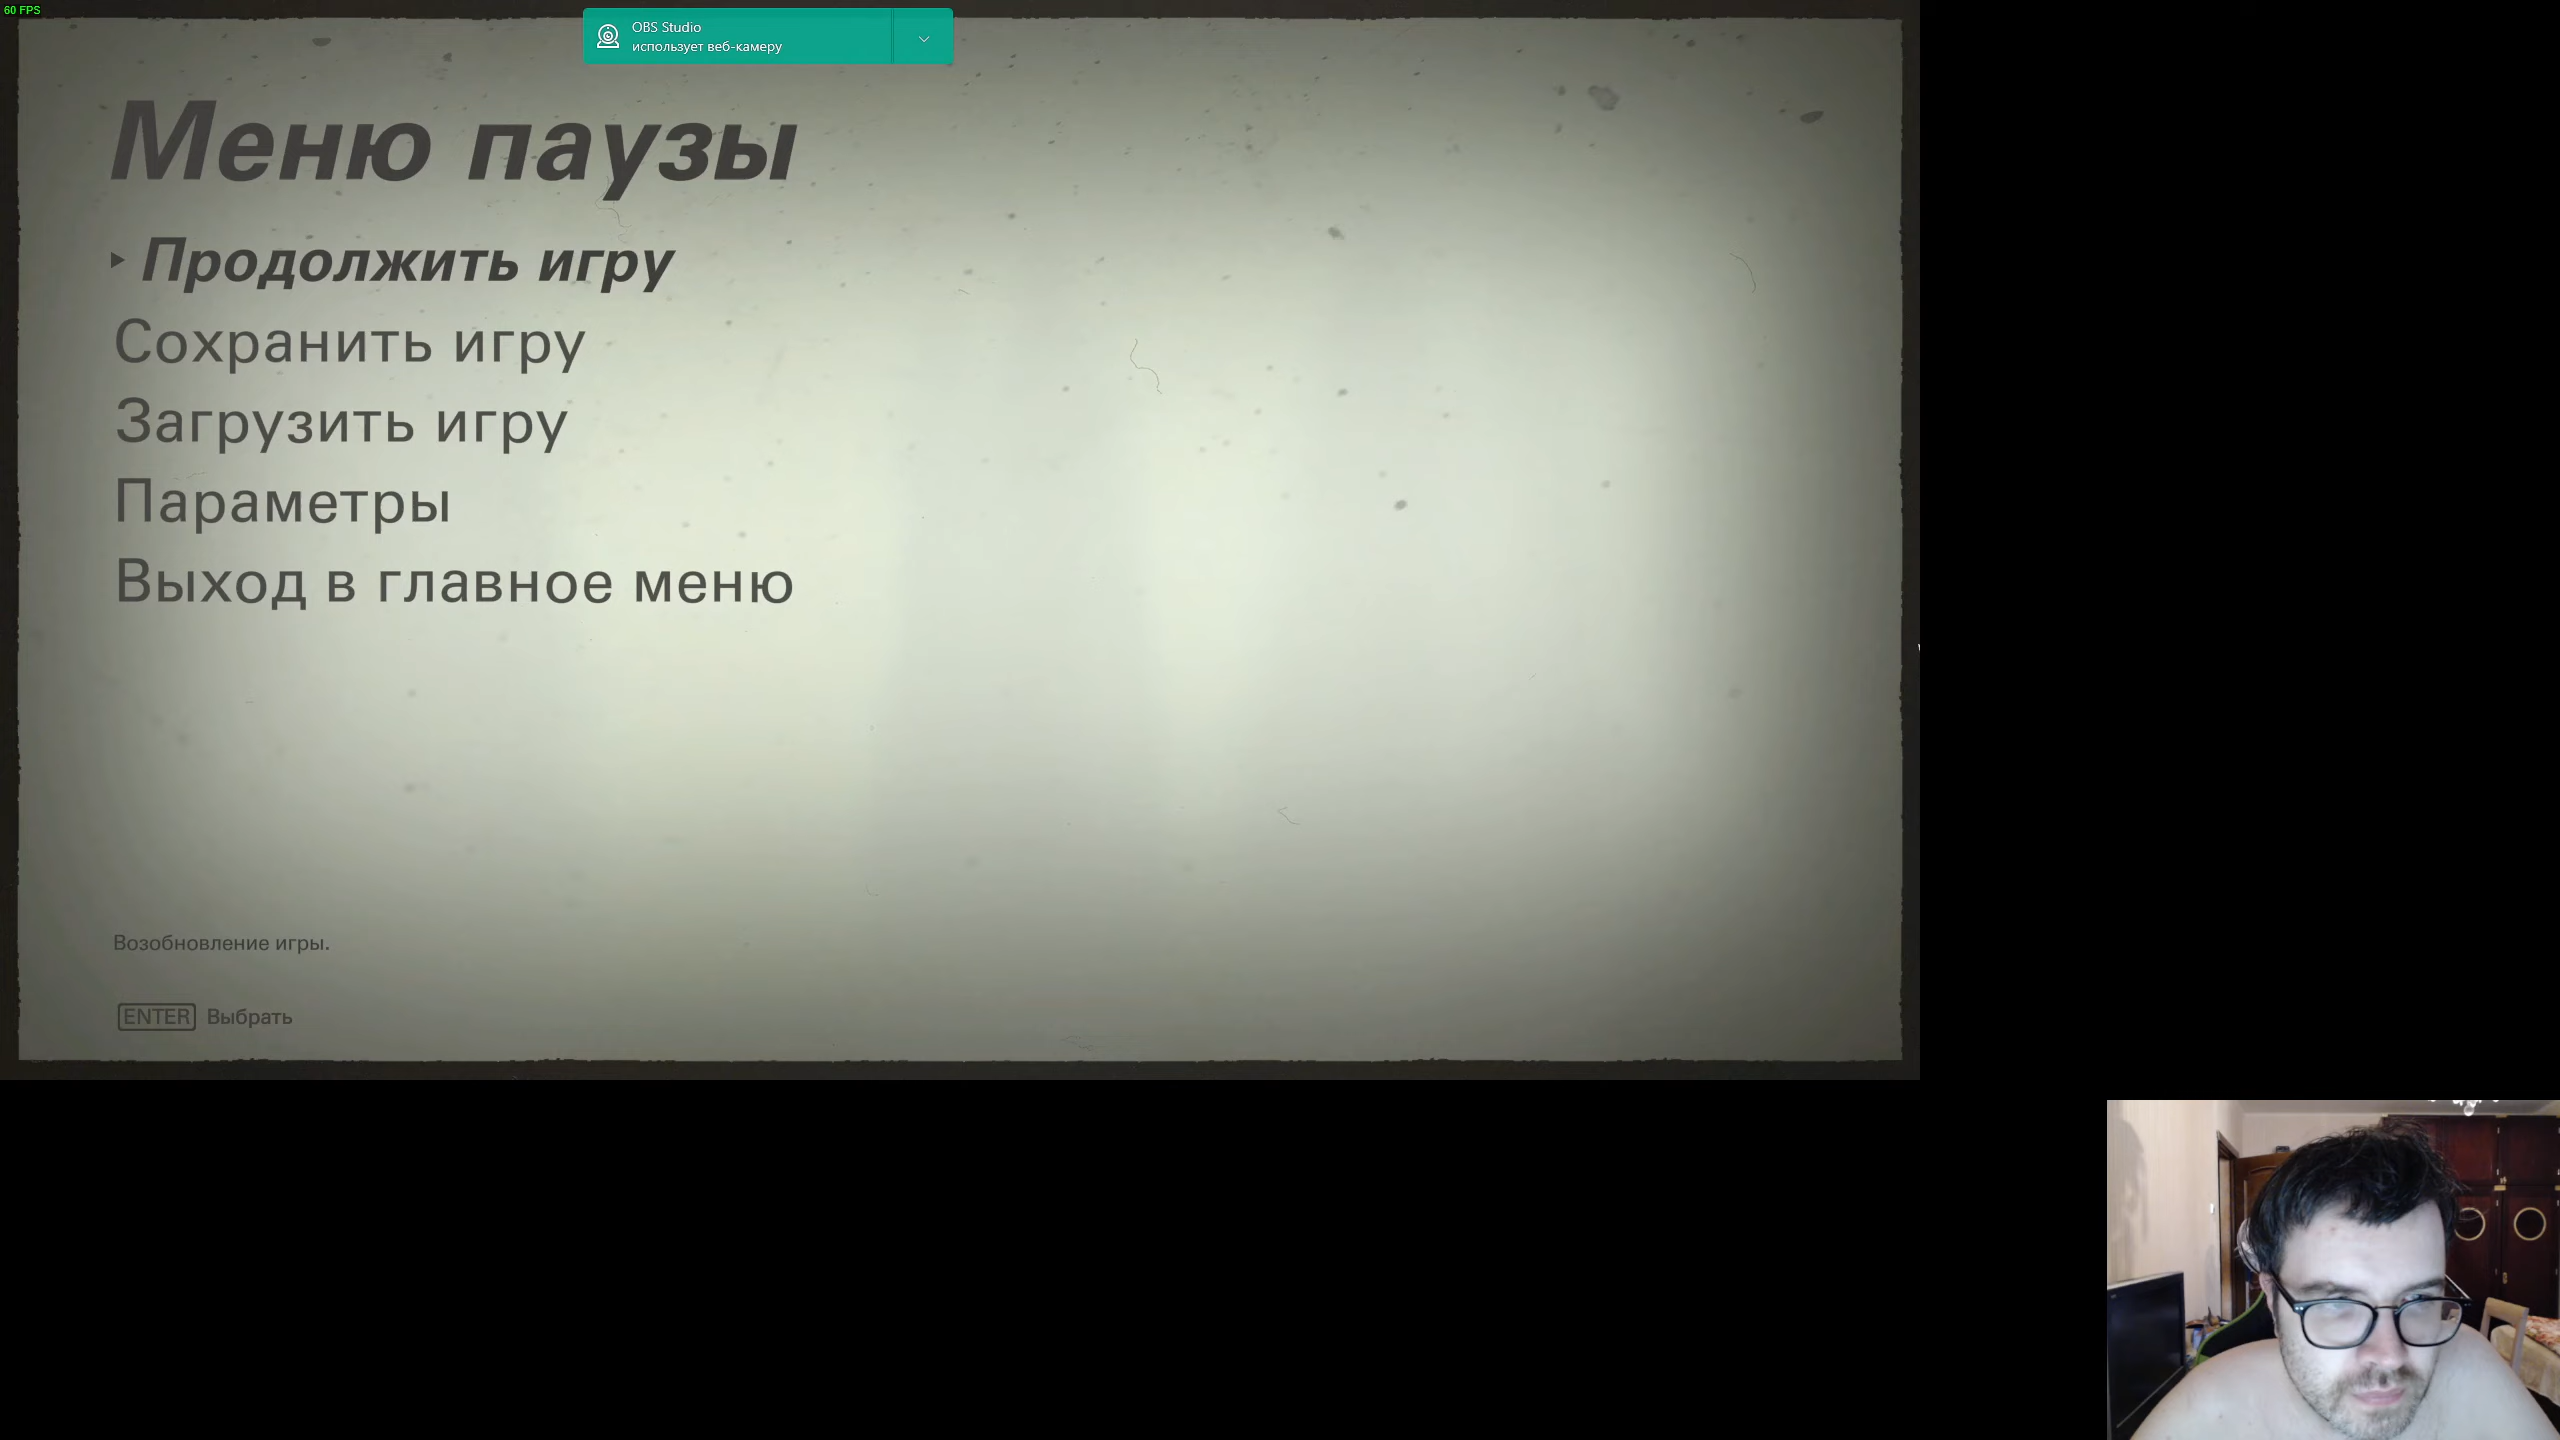 60 FPS
OBS Studio
использует веб-камеру
Меню паузы
Продолжить игру
Сохранить игру
Загрузить игру
Параметры
Выход в главное меню
Возобновление игры.
ENTER Выбрать